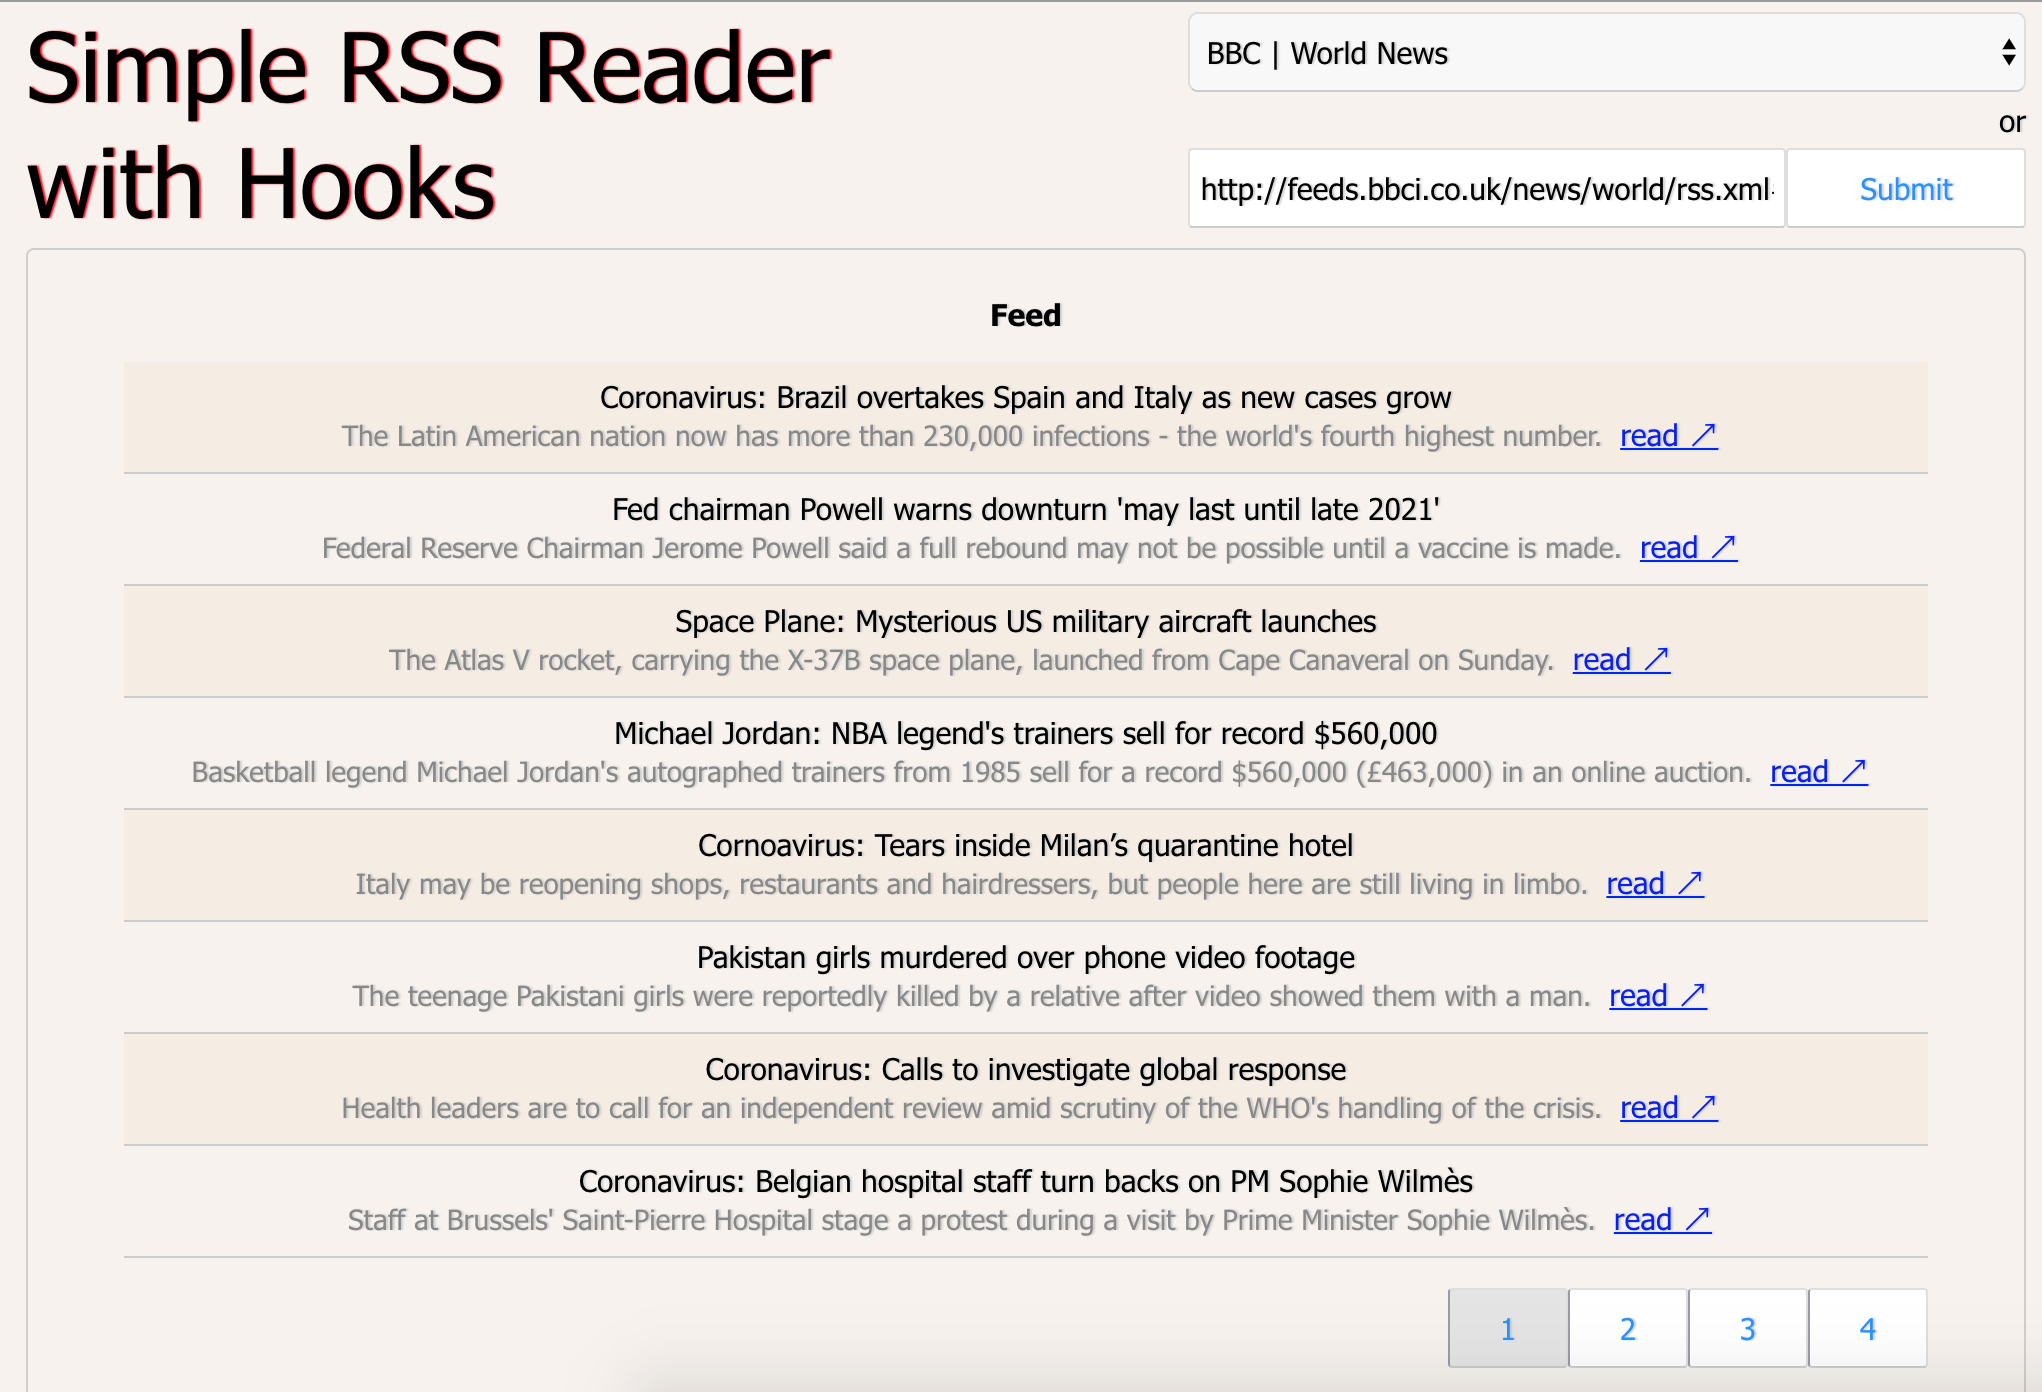 Simple RSS Reader
with Hooks
BBC | World News
or
http://feeds.bbci.co.uk/news/world/rss.xml
Submit
Feed
Coronavirus: Brazil overtakes Spain and Italy as new cases grow
The Latin American nation now has more than 230,000 infections - the world's fourth highest number. read ↗
Fed chairman Powell warns downturn 'may last until late 2021'
Federal Reserve Chairman Jerome Powell said a full rebound may not be possible until a vaccine is made. read ↗
Space Plane: Mysterious US military aircraft launches
The Atlas V rocket, carrying the X-37B space plane, launched from Cape Canaveral on Sunday. read ↗
Michael Jordan: NBA legend's trainers sell for record $560,000
Basketball legend Michael Jordan's autographed trainers from 1985 sell for a record $560,000 (£463,000) in an online auction. read ↗
Cornoavirus: Tears inside Milan’s quarantine hotel
Italy may be reopening shops, restaurants and hairdressers, but people here are still living in limbo. read ↗
Pakistan girls murdered over phone video footage
The teenage Pakistani girls were reportedly killed by a relative after video showed them with a man. read ↗
Coronavirus: Calls to investigate global response
Health leaders are to call for an independent review amid scrutiny of the WHO's handling of the crisis. read ↗
Coronavirus: Belgian hospital staff turn backs on PM Sophie Wilmès
Staff at Brussels' Saint-Pierre Hospital stage a protest during a visit by Prime Minister Sophie Wilmès. read ↗
1 2 3 4